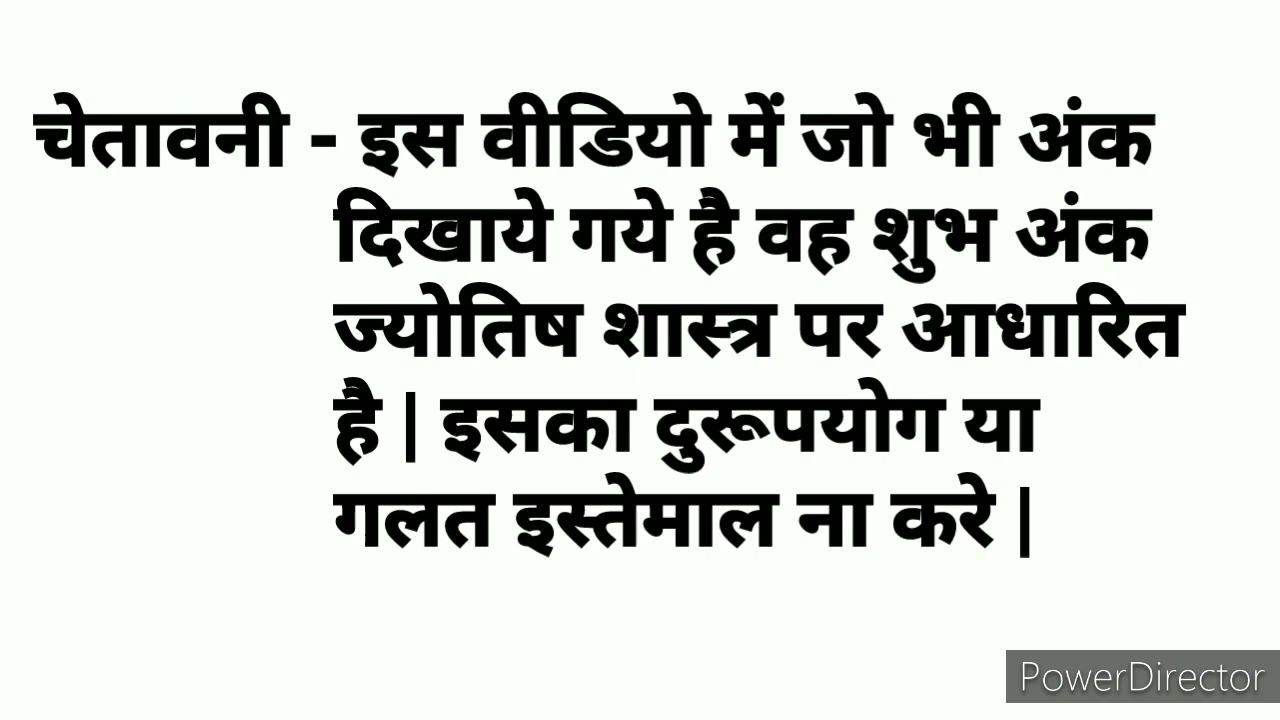 चेतावनी - इस वीडियो में जो भी अंक
दिखाये गये है वह शुभ अंक
ज्योतिष शास्त्र पर आधारित
है | इसका दुरूपयोग या
गलत इस्तेमाल ना करे |
PowerDirector